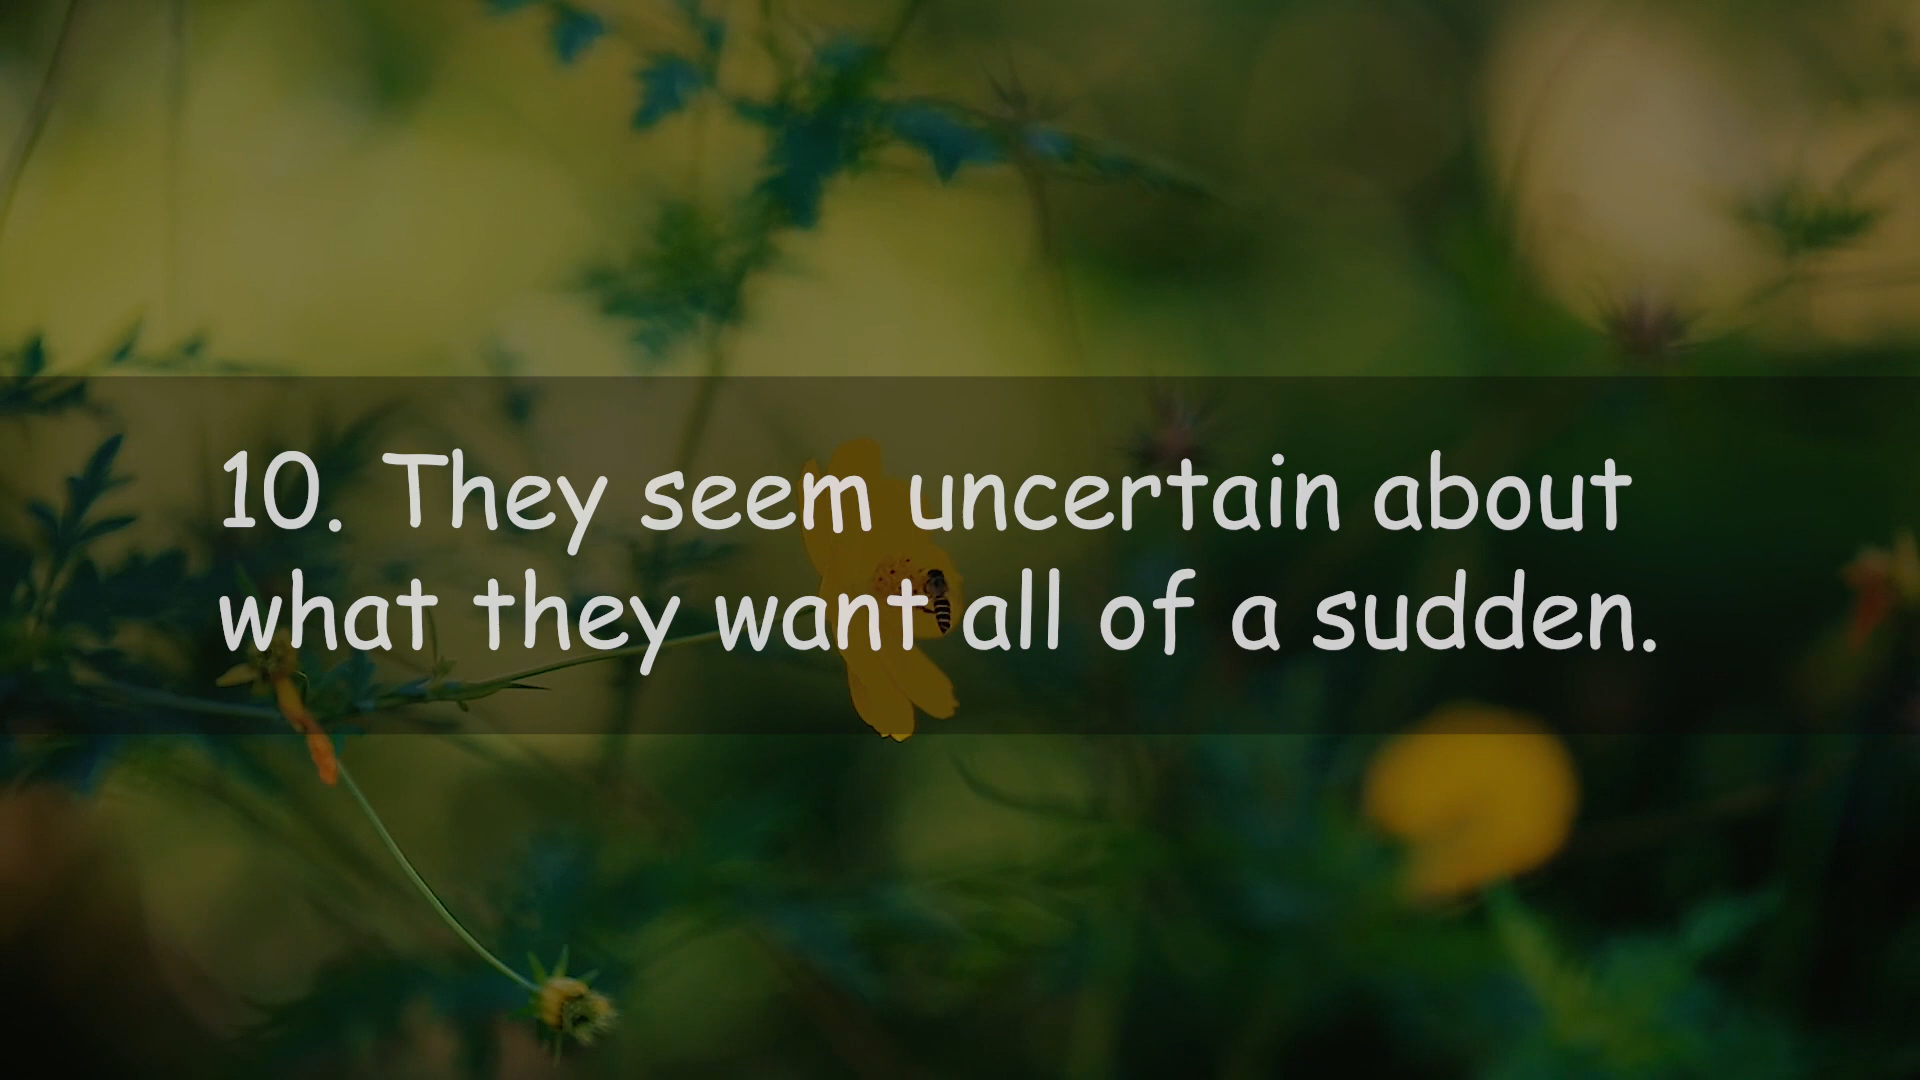 10. They seem uncertain about
what they want all of a sudden.